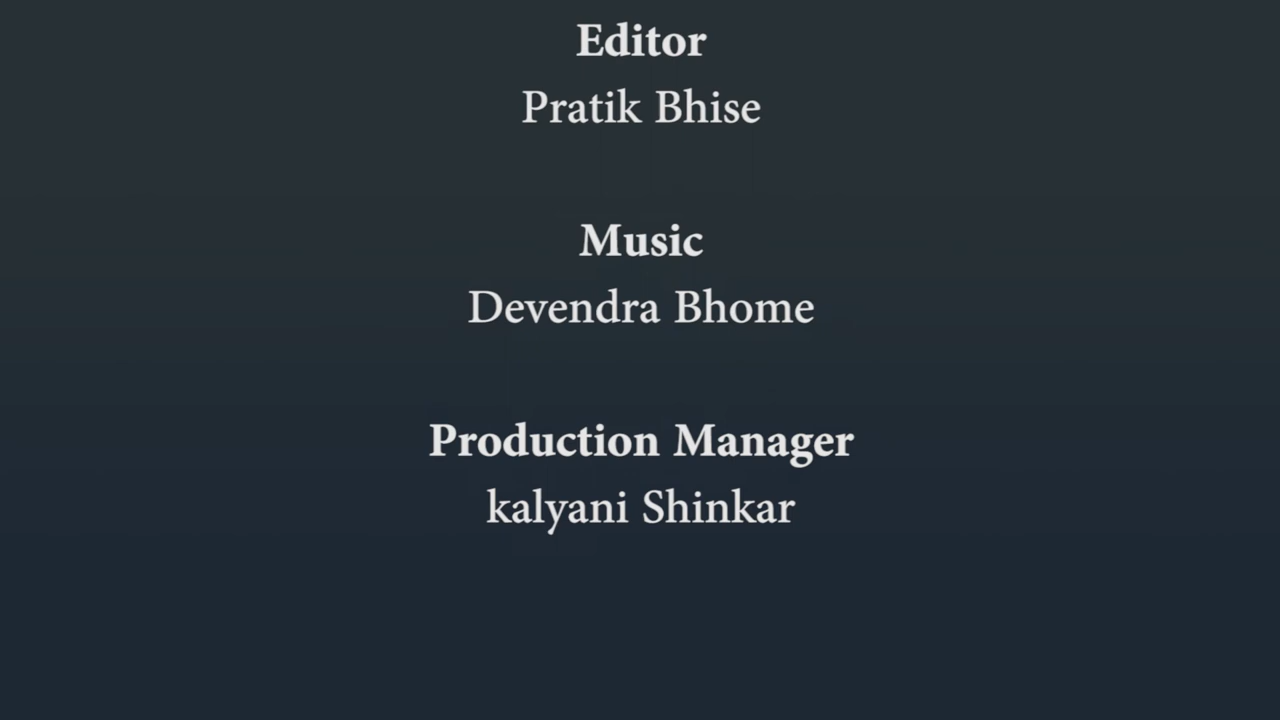 Editor
Pratik Bhise
Music
Devendra Bhome
Production Manager
kalyani Shinkar